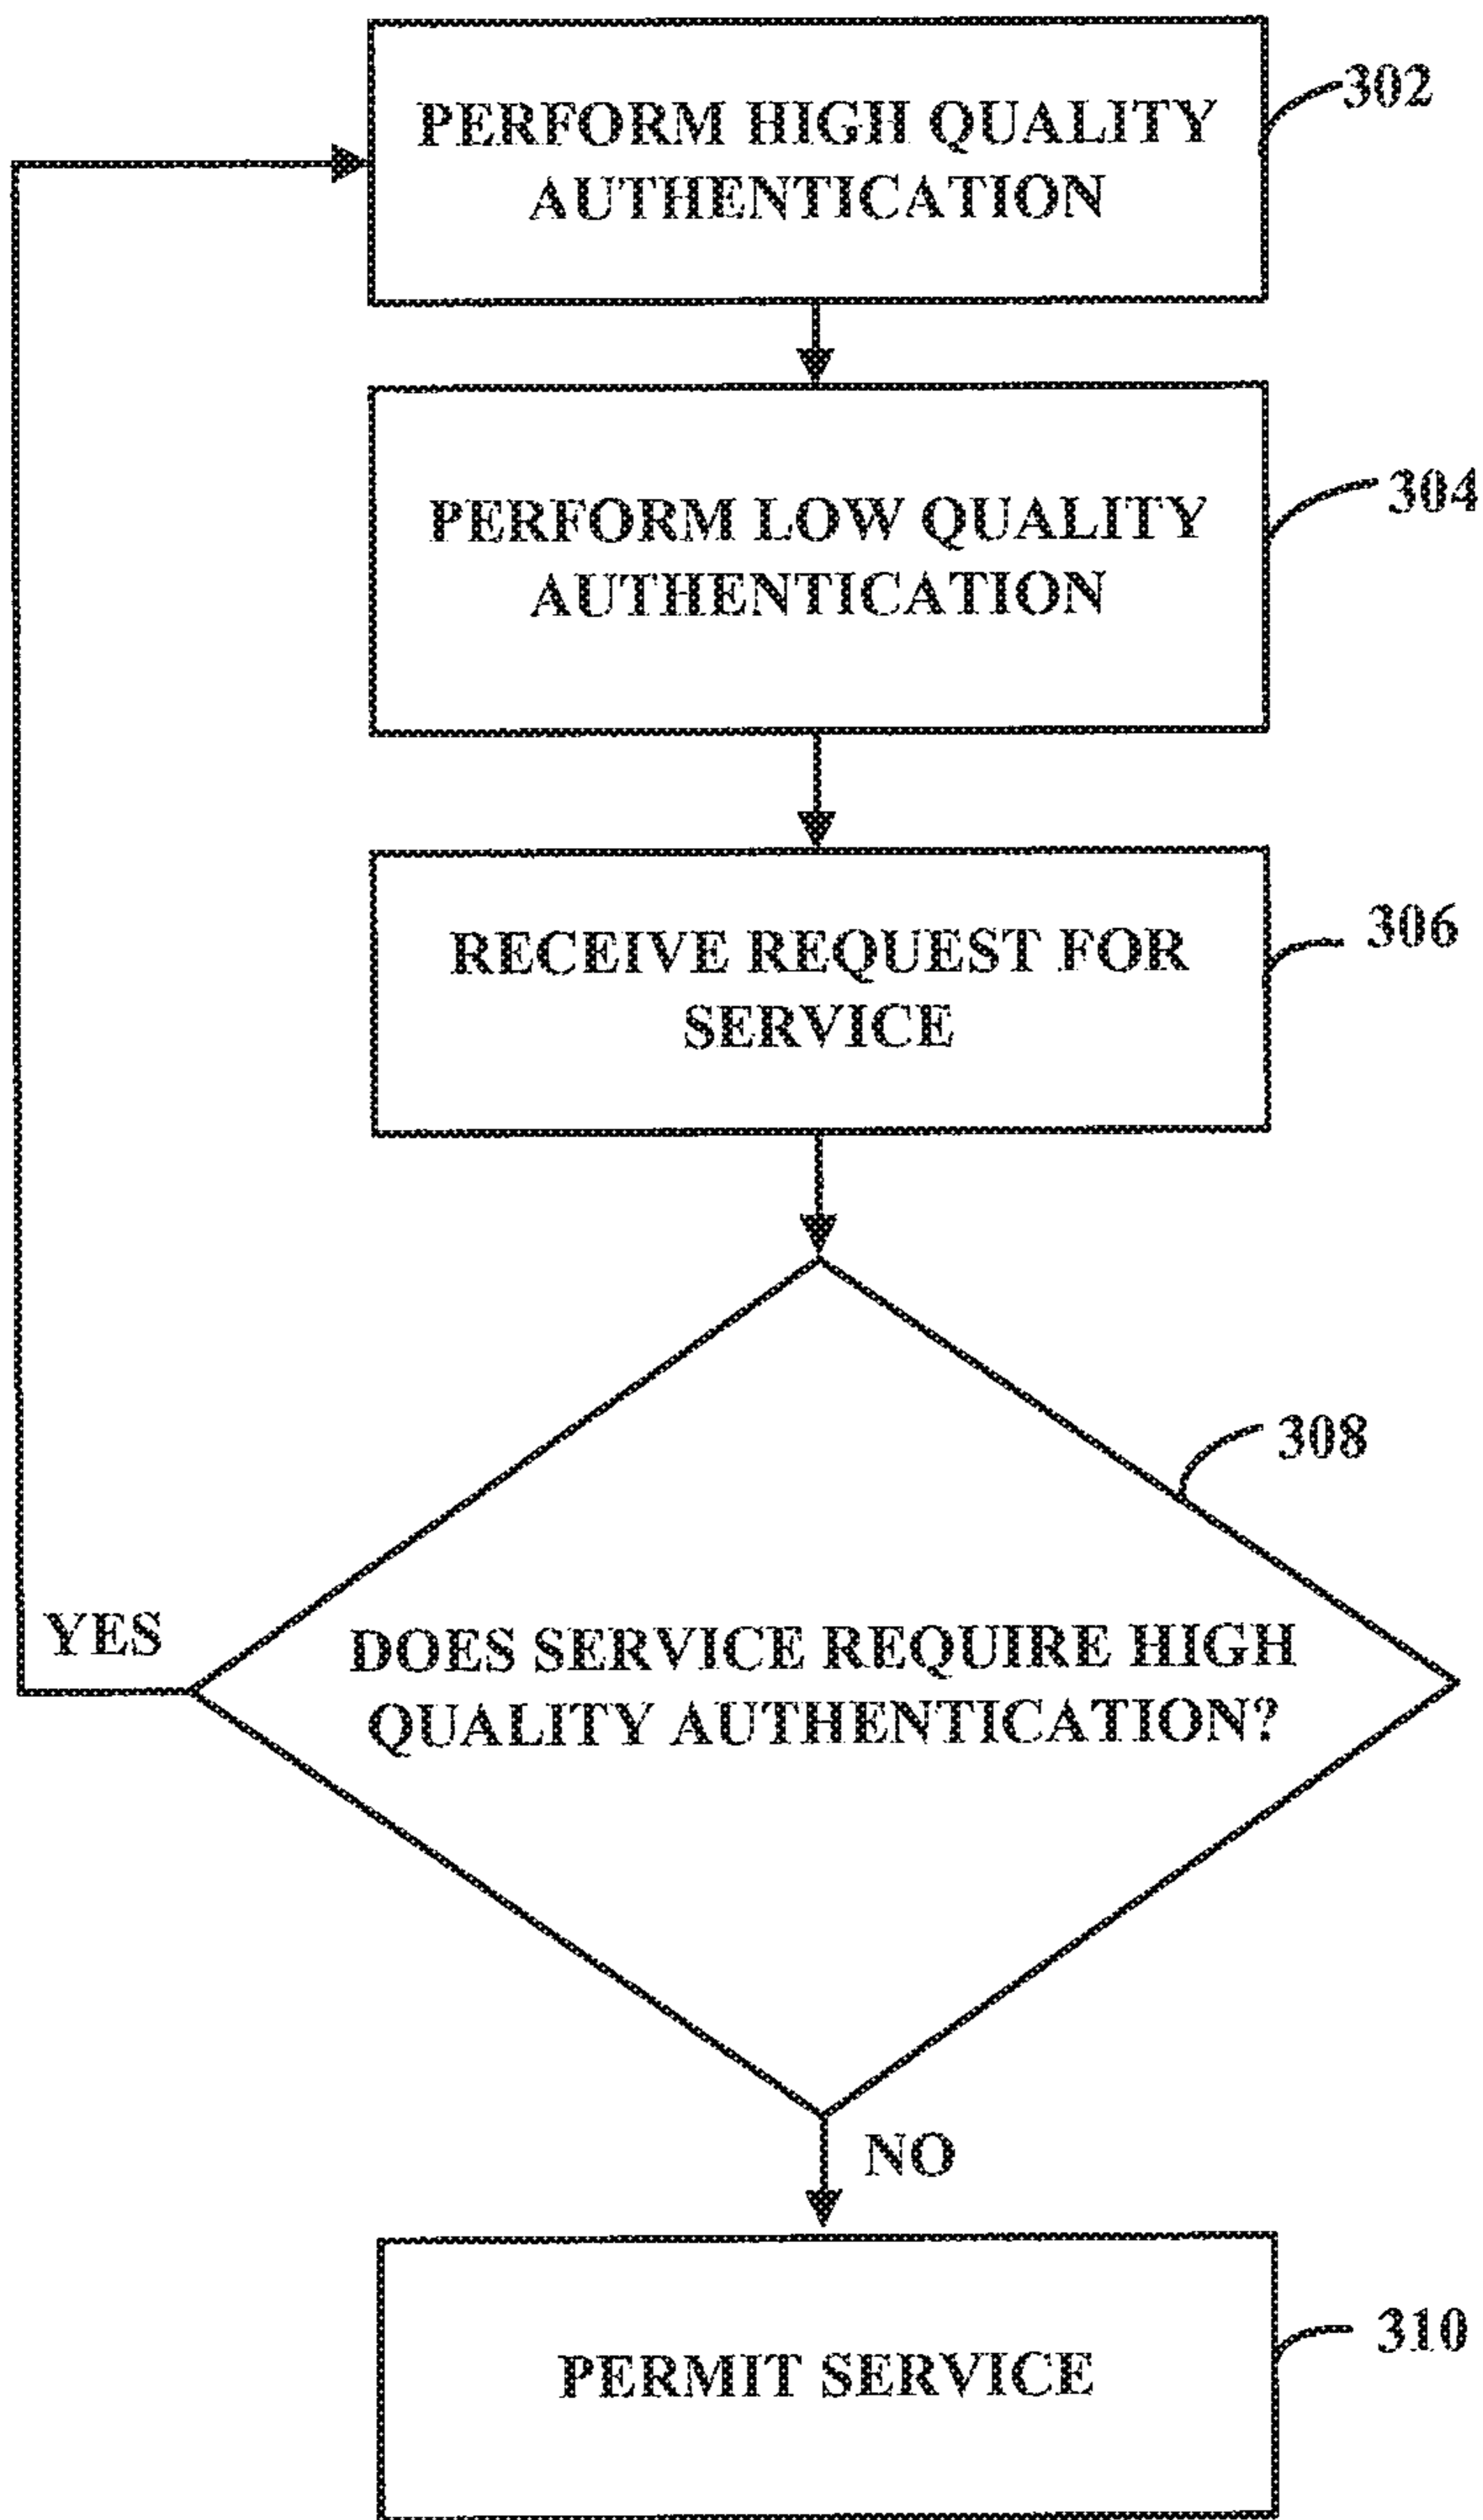 PERFORM HIGH QUALITY
AUTHENTICATION
302
PERFORM LOW QUALITY
AUTHENTICATION
304
RECEIVE REQUEST FOR
SERVICE
306
308
YES
DOES SERVICE REQUIRE HIGH
QUALITY AUTHENTICATION?
NO
PERMIT SERVICE
310